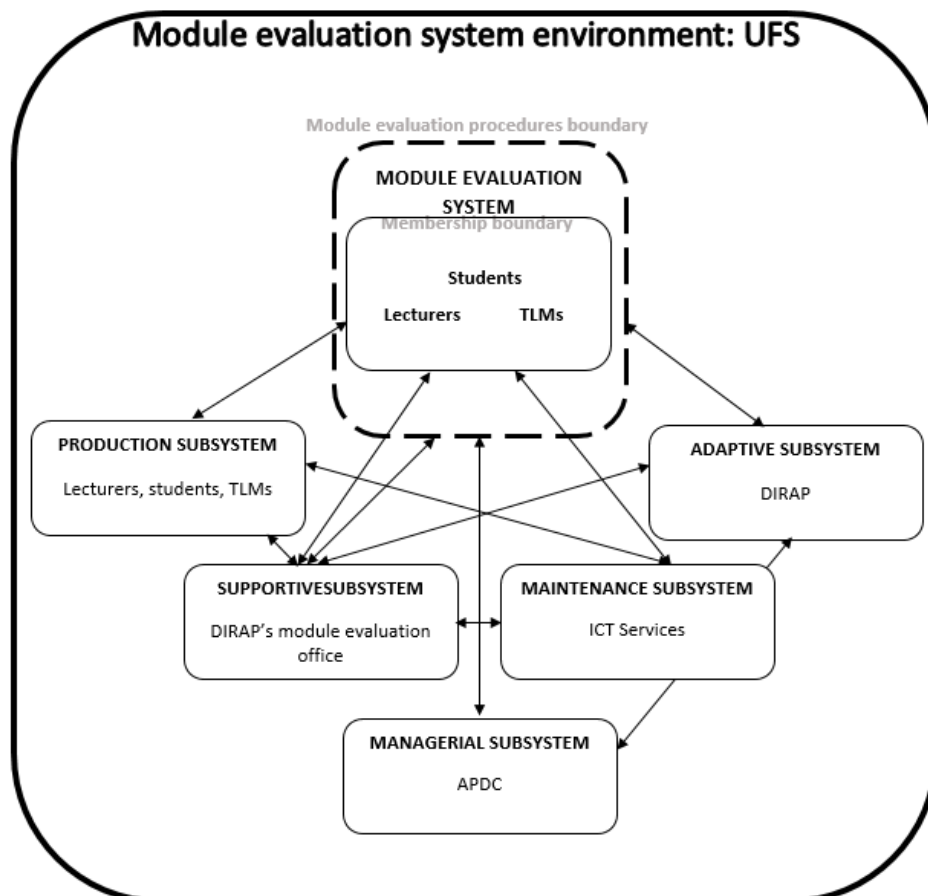 Module evaluation system environment: UFS
Module evaluation procedures boundary
MODULE EVALUATION
SYSTEM
Membership boundary
Students
Lecturers TLMs
PRODUCTION SUBSYSTEM
Lecturers, students, TLMs
ADAPTIVE SUBSYSTEM
DIRAP
SUPPORTIVESUBSYSTEM
DIRAP's module evaluation
office
MAINTENANCE SUBSYSTEM
ICT Services
MANAGERIAL SUBSYSTEM
APDC